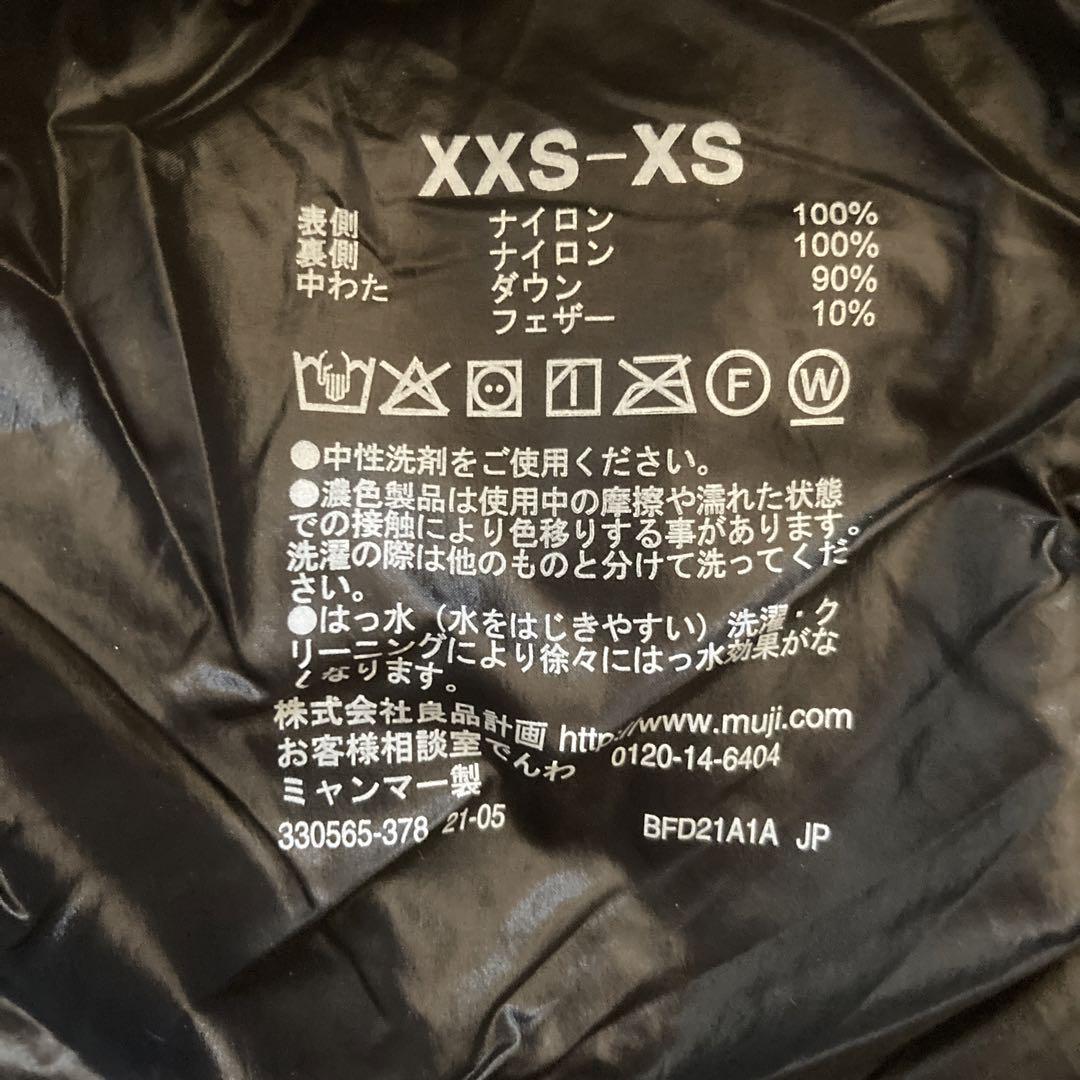 XXS-XS
表側 ナイロン 100%
裏側 ナイロン 100%
中わた ダウン 90%
フェザー 10%
F W
●中性洗剤をご使用ください。
●濃色製品は使用中の摩擦や濡れた状態
での接触により色移りする事があります。
洗濯の際は他のものと分けて洗ってくだ
さい。
●はっ水（水をはじきやすい）洗濯・ク
リーニングにより徐々にはっ水効果がな
くなります。
株式会社良品計画 http://www.muji.com
お客様相談室でんわ 0120-14-6404
ミャンマー製
330565-378 21-05 BFD21A1A JP